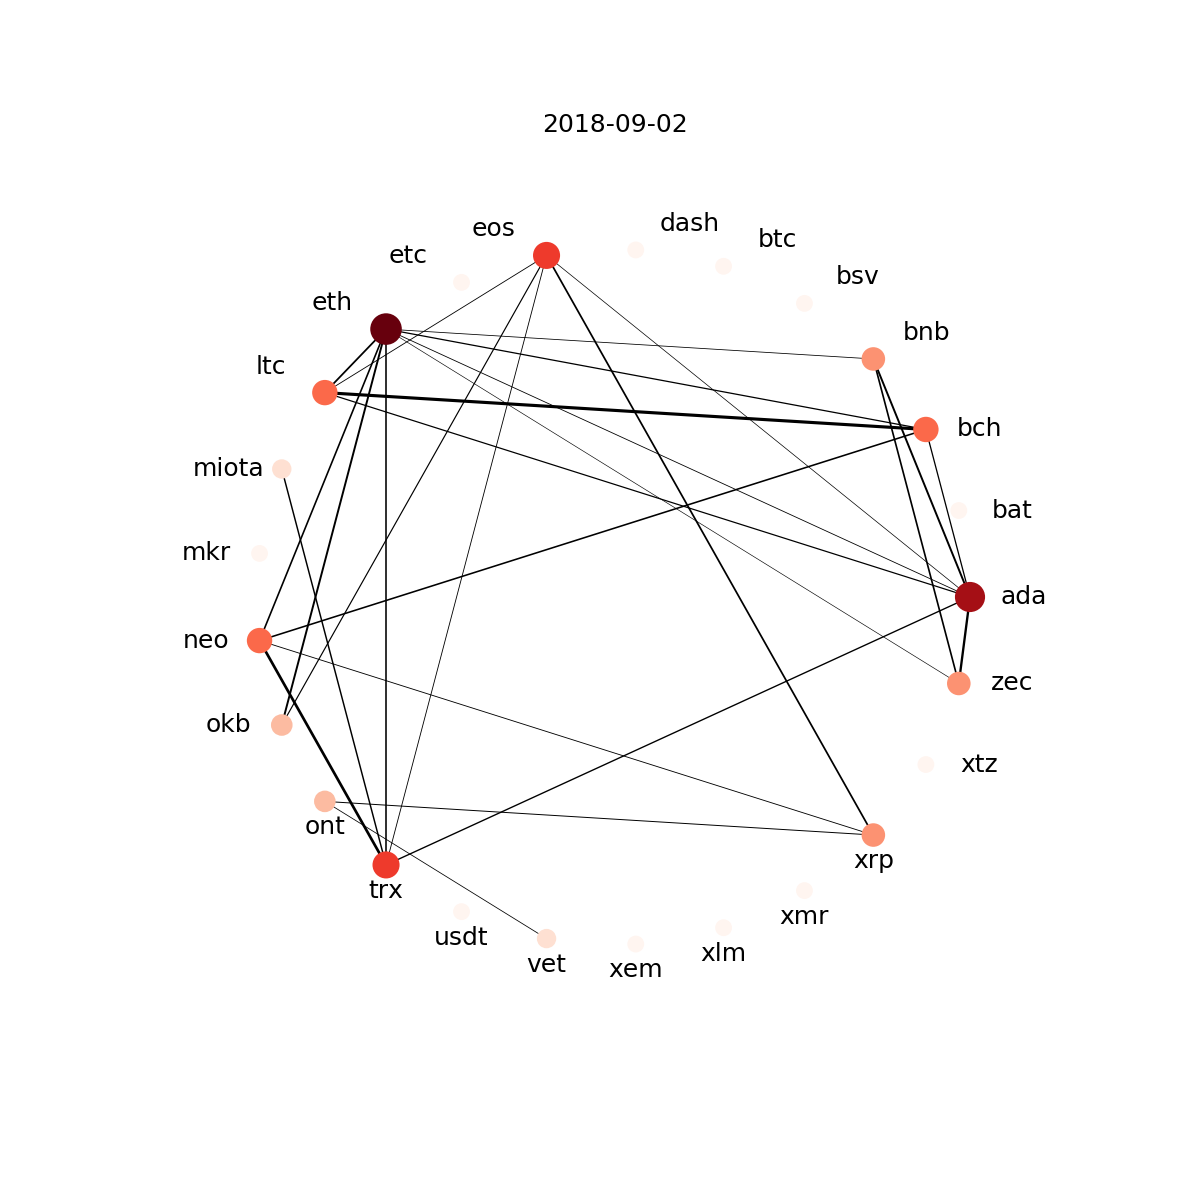 2018-09-02
dash
eos
btc
etc
bsv
eth
bnb
ltc
bch
miota
bat
mkr
ada
neo
zec
okb
xtz
ont
xrp
trx
xmr
usdt
xlm
vet
xem